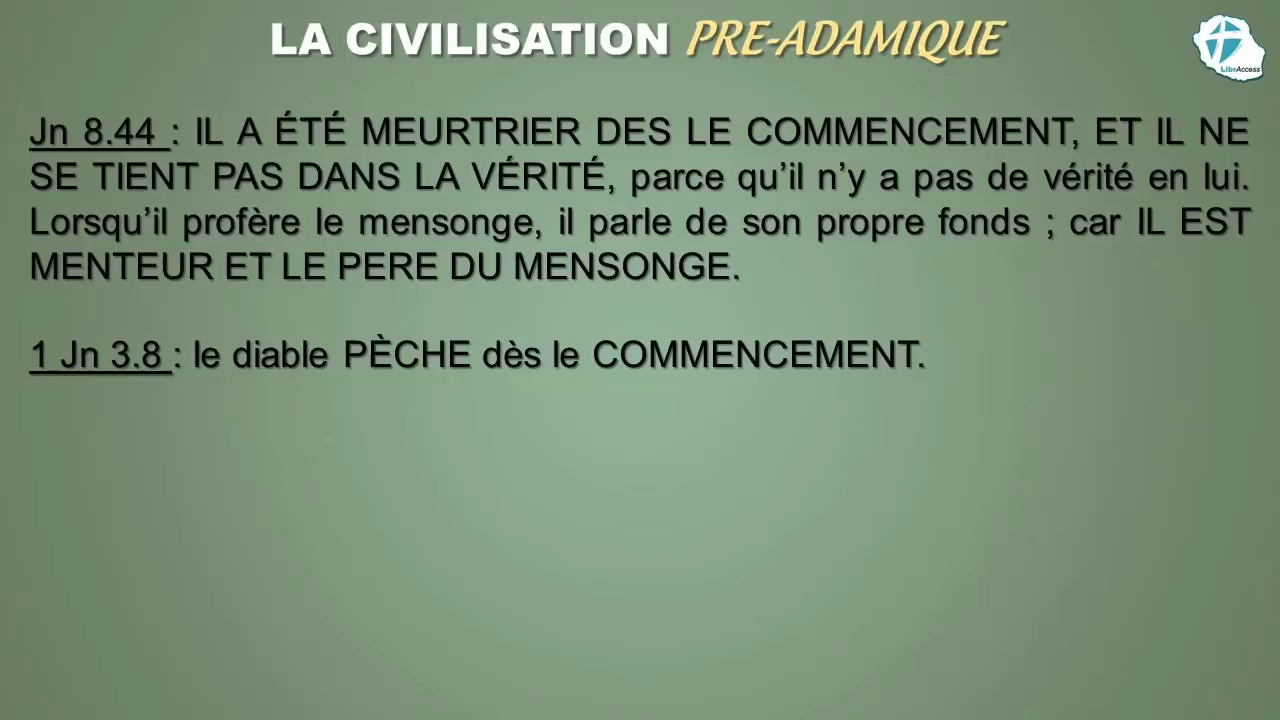 LA CIVILISATION PRE-ADAMIQUE
LibrAccess
Jn 8.44 : IL A ÉTÉ MEURTRIER DES LE COMMENCEMENT, ET IL NE
SE TIENT PAS DANS LA VÉRITÉ, parce qu’il n’y a pas de vérité en lui.
Lorsqu’il profère le mensonge, il parle de son propre fonds ; car IL EST
MENTEUR ET LE PERE DU MENSONGE.
1 Jn 3.8 : le diable PÈCHE dès le COMMENCEMENT.